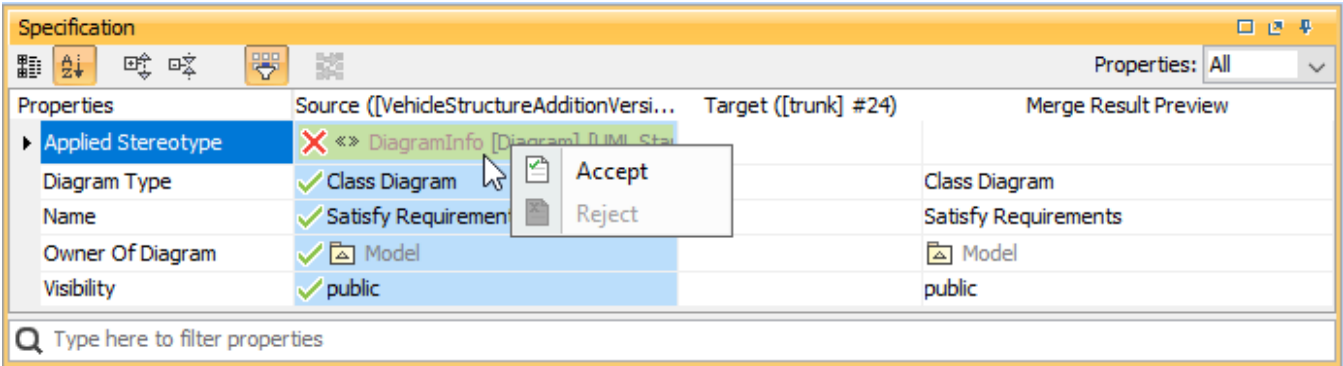 Specification
Properties: All
Properties Source ([VehicleStructureAdditionVersi... Target ([trunk] #24) Merge Result Preview
Applied Stereotype «» DiagramInfo [Diagram] [UML
Diagram Type Class Diagram Accept Class Diagram
Name Satisfy Requirement Reject Satisfy Requirements
Owner Of Diagram Model Model
Visibility public public
Type here to filter properties